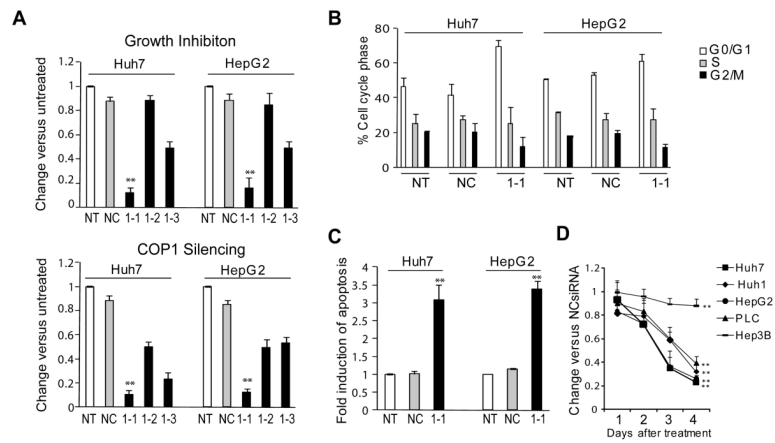 A
Growth Inhibiton
Huh7 HepG2
Change versus untreated
1
0.8
0.6
0.4
0.2
0
** **
NT NC 1-1 1-2 1-3 NT NC 1-1 1-2 1-3
COP1 Silencing
Huh7 HepG2
Change versus untreated
1
0.8
0.6
0.4
0.2
0
** **
NT NC 1-1 1-2 1-3 NT NC 1-1 1-2 1-3
B
Huh7 HepG2
G0/G1
S
G2/M
% Cell cycle phase
80
60
40
20
0
NT NC 1-1 NT NC 1-1
C
Huh7 HepG2
Fold induction of apoptosis
4
3.5
3
2.5
2
1.5
1
0.5
0
** **
NT NC 1-1 NT NC 1-1
D
Huh7
Huh1
HepG2
PLC
Hep3B
Change versus NCsiRNA
1
0.8
0.6
0.4
0.2
0
**
**
**
**
**
1 2 3 4
Days after treatment